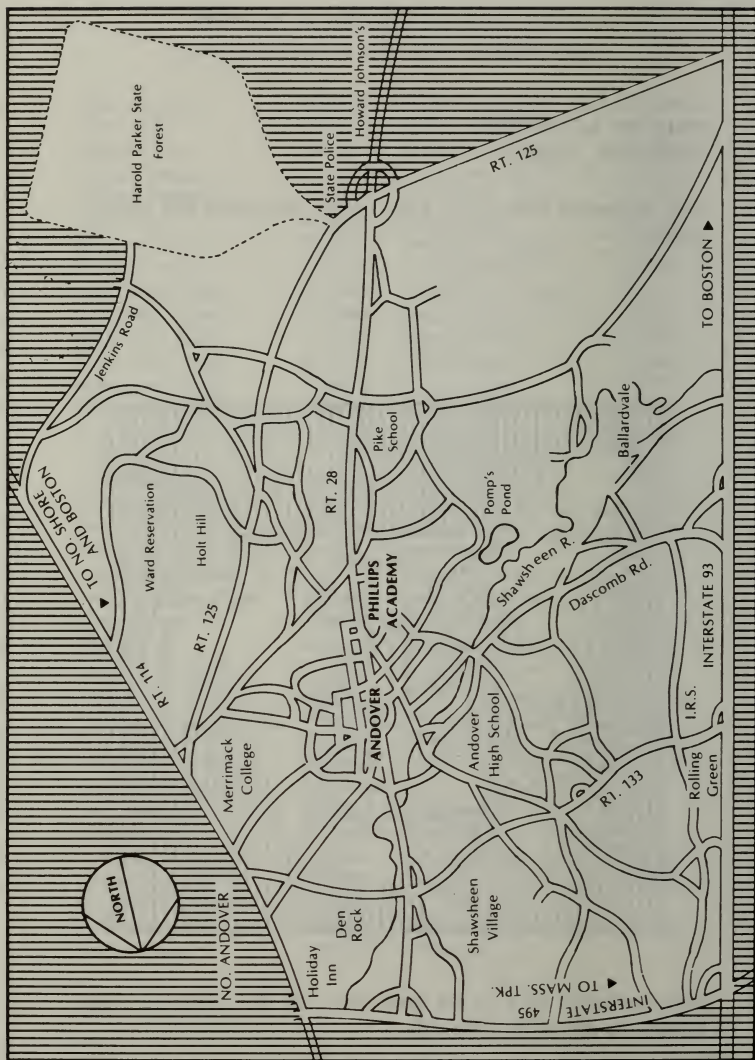 Harold Parker State
Forest
State Police
Howard Johnson's
RT. 125
TO BOSTON
Jenkins Road
TO NO. SHORE
AND BOSTON
Ward Reservation
Holt Hill
RT. 125
RT. 114
RT. 28
Pike
School
Pomp's
Pond
Ballardvale
Shawsheen R.
Dascomb Rd.
PHILLIPS
ACADEMY
ANDOVER
Merrimack
College
Andover
High School
INTERSTATE 93
I.R.S.
Rolling
Green
RT. 133
NORTH
NO. ANDOVER
Holiday
Inn
Den
Rock
Shawsheen
Village
TO MASS. TPK.
INTERSTATE 495